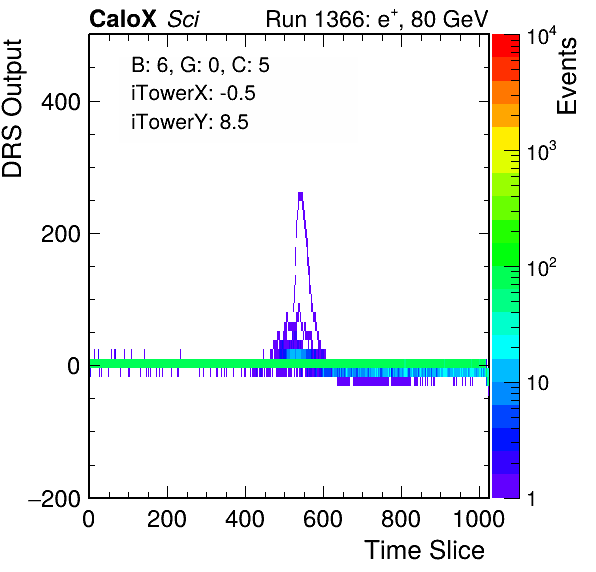 CaloX Sci
Run 1366: e+, 80 GeV
DRS Output
B: 6, G: 0, C: 5
iTowerX: -0.5
iTowerY: 8.5
400
200
0
−200
0 200 400 600 800 1000
Time Slice
Events
10^4
10^3
10^2
10
1